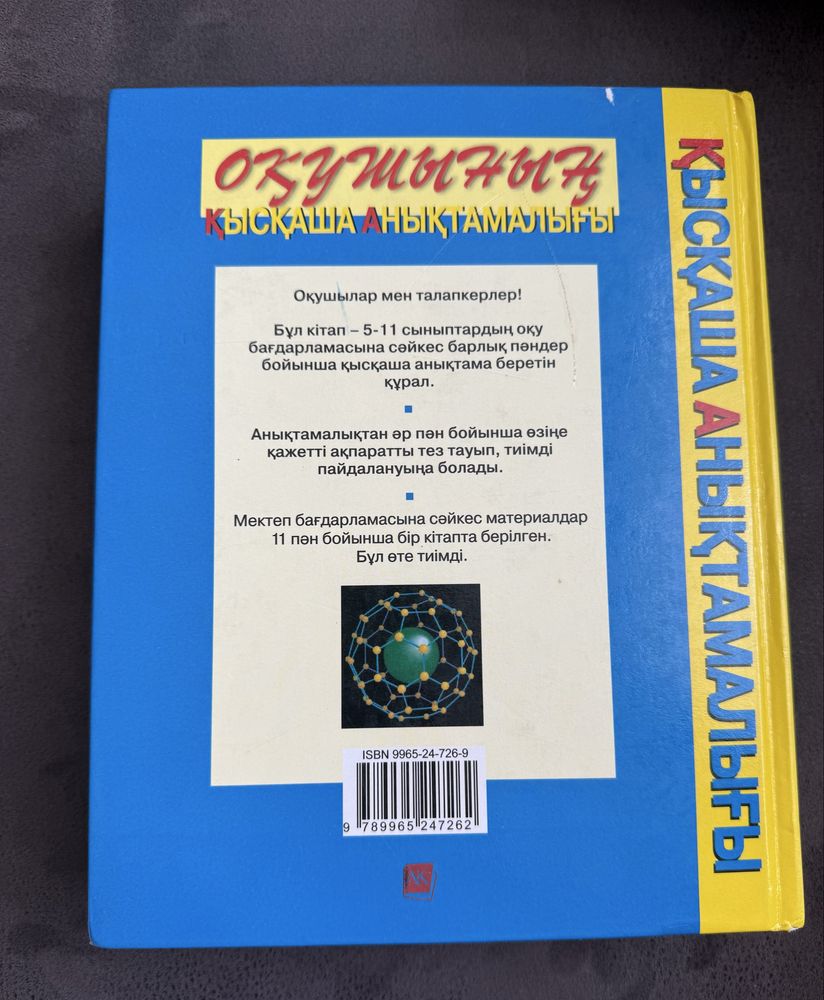 ОҚУШЫНЫҢ
ҚЫСҚАША АНЫҚТАМАЛЫҒЫ
Оқушылар мен талапкерлер!
Бұл кітап – 5-11 сыныптардың оқу
бағдарламасына сәйкес барлық пәндер
бойынша қысқаша анықтама беретін
құрал.
Анықтамалықтан әр пән бойынша өзіңе
қажетті ақпаратты тез тауып, тиімді
пайдалануыңа болады.
Мектеп бағдарламасына сәйкес материалдар
11 пән бойынша бір кітапта берілген.
Бұл өте тиімді.
ISBN 9965-24-726-9
9 789965 247262
ҚЫСҚАША АНЫҚТАМАЛЫҒЫ